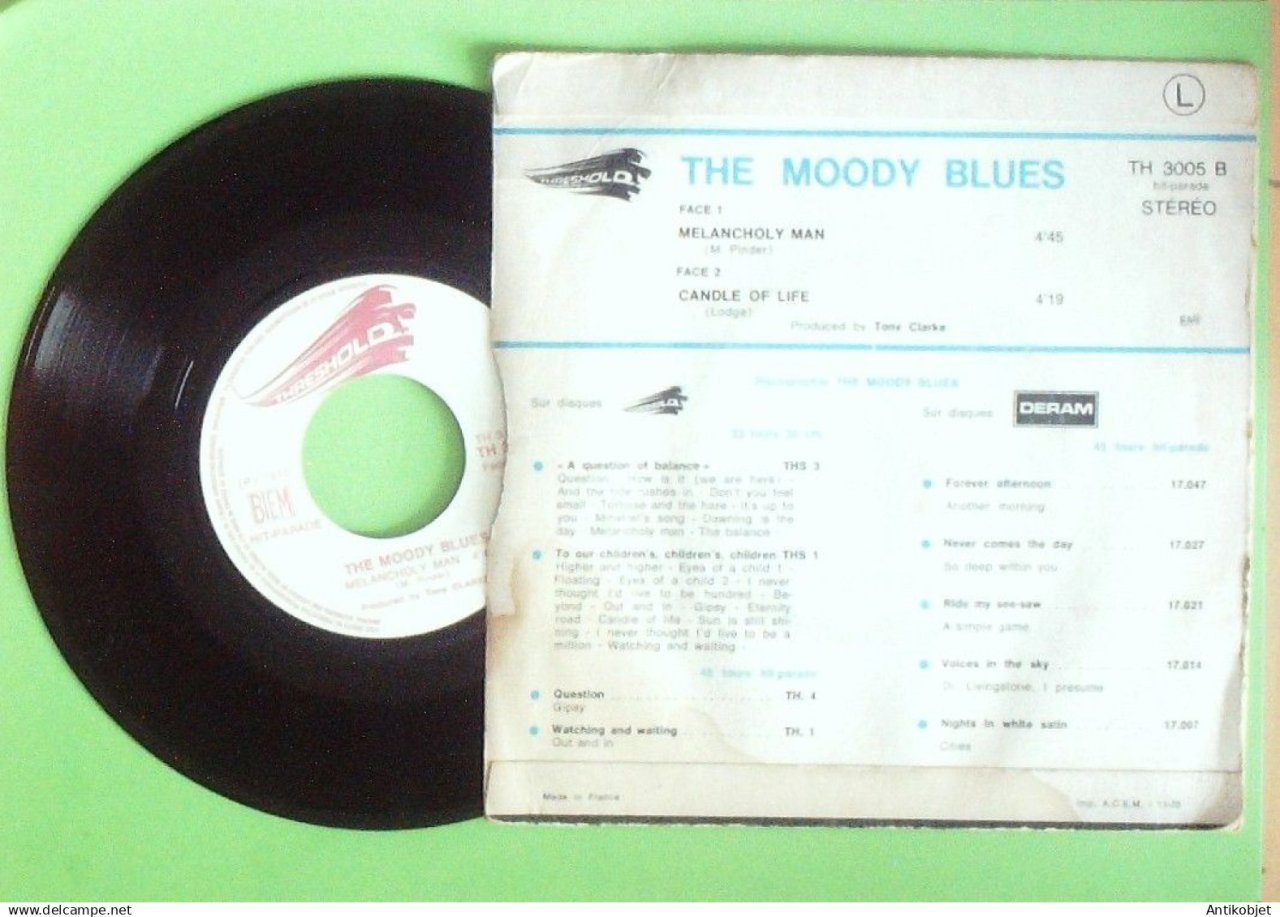 L
THRESHOLD
THE MOODY BLUES
TH 3005 B
hit-parade
STÉRÉO
FACE 1
MELANCHOLY MAN 4'45
(M. Pinder)
FACE 2
CANDLE OF LIFE 4'19
(Lodge)
Produced by Tony Clarke
THE MOODY BLUES
Sur disques
33 tours 30 cm
• « A question of balance » THS 3
Question - How is it (we are here) -
And the tide rushes in - Don't you feel
small - Tortoise and the hare - It's up to
you - Minstrel's song - Dawning is the
day - Melancholy man - The balance -
• To our children's, children's, children THS 1
Higher and higher - Eyes of a child 1 -
Floating - Eyes of a child 2 - I never
thought I'd live to be hundred - Be-
yond - Out and in - Gipsy - Eternity
road - Candle of life - Sun is still shi-
ning - I never thought I'd live to be a
million - Watching and waiting -
45 tours hit-parade
• Question TH. 4
Gipsy
• Watching and waiting TH. 1
Out and in
Sur disques DERAM
45 tours hit-parade
• Forever afternoon 17.047
Another morning
• Never comes the day 17.027
So deep within you
• Ride my see-saw 17.021
A simple game
• Voices in the sky 17.014
Dr. Livingstone, I presume
• Nights in white satin 17.007
Cities
Made in France
Imp. A.C.E.M.
THRESHOLD
BIEM
HIT-PARADE
THE MOODY BLUES
MELANCHOLY MAN
(M. Pinder)
Produced by Tony CLARKE
delcampe.net
Antikobjet